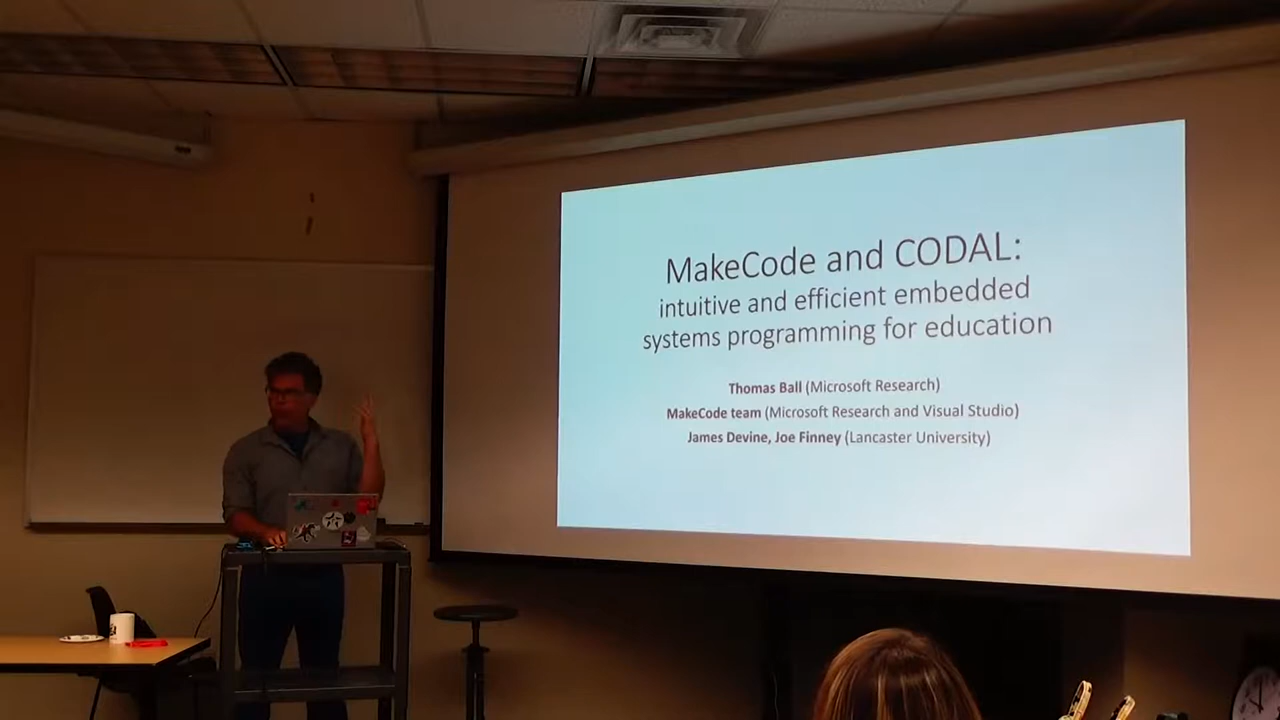 MakeCode and CODAL:
intuitive and efficient embedded
systems programming for education
Thomas Ball (Microsoft Research)
MakeCode team (Microsoft Research and Visual Studio)
James Devine, Joe Finney (Lancaster University)